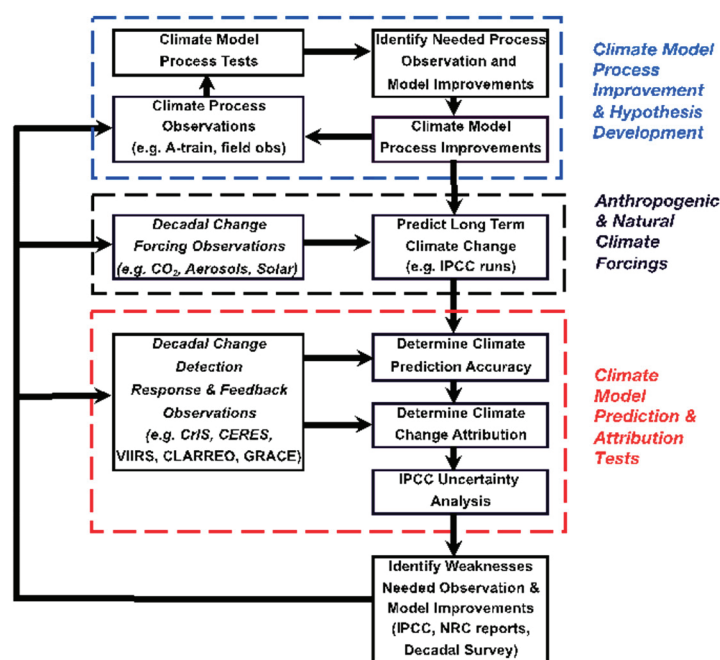 Climate Model
Process Tests
Identify Needed Process
Observation and
Model Improvements
Climate Model
Process
Improvement
& Hypothesis
Development
Climate Process
Observations
(e.g. A-train, field obs)
Climate Model
Process Improvements
Decadal Change
Forcing Observations
(e.g. CO₂, Aerosols, Solar)
Predict Long Term
Climate Change
(e.g. IPCC runs)
Anthropogenic
& Natural
Climate
Forcings
Decadal Change
Detection
Response & Feedback
Observations
(e.g. CrIS, CERES,
VIIRS, CLARREO, GRACE)
Determine Climate
Prediction Accuracy
Determine Climate
Change Attribution
IPCC Uncertainty
Analysis
Climate
Model
Prediction &
Attribution
Tests
Identify Weaknesses
Needed Observation &
Model Improvements
(IPCC, NRC reports,
Decadal Survey)